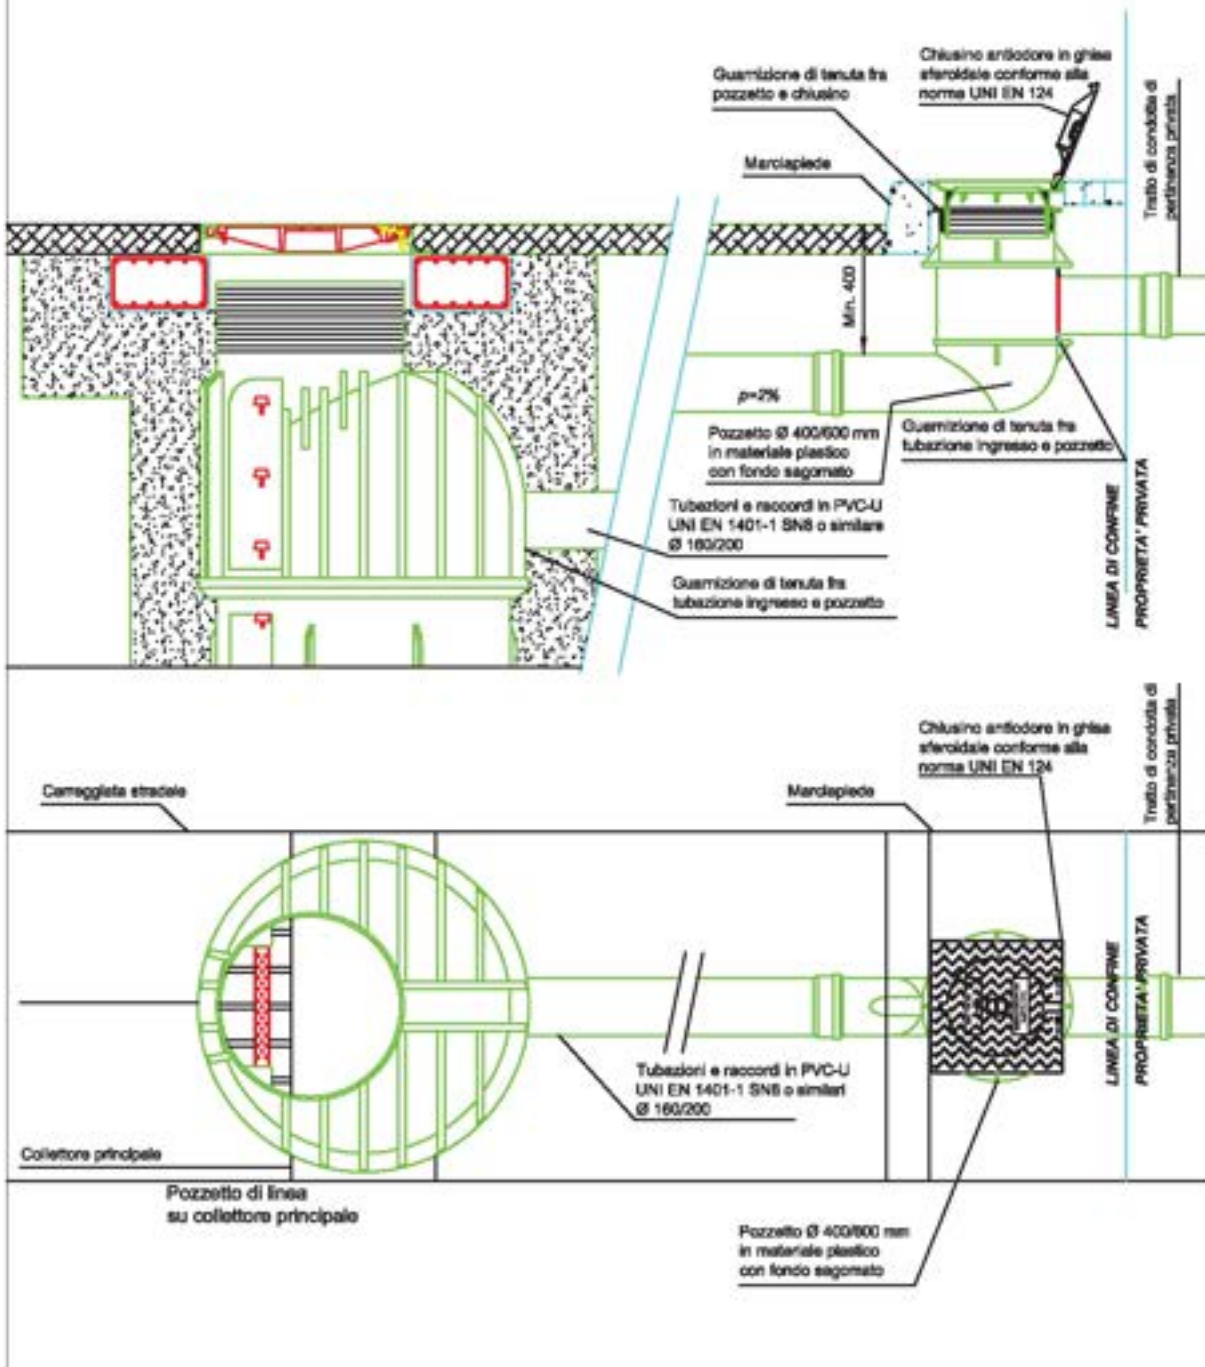 Chiusino antiodore in ghisa
sferoidale conforme alla
norma UNI EN 124
Guarnizione di tenuta fra
pozzetto e chiusino
Marciapiede
Tratto di condotta di
pertinenza privata
Min. 400
p=2%
Pozzetto Ø 400/600 mm
in materiale plastico
con fondo sagomato
Guarnizione di tenuta fra
tubazione ingresso e pozzetto
Tubazioni e raccordi in PVC-U
UNI EN 1401-1 SN8 o similare
Ø 160/200
Guarnizione di tenuta fra
tubazione ingresso e pozzetto
LINEA DI CONFINE
PROPRIETA' PRIVATA
Carreggiata stradale
Marciapiede
Chiusino antiodore in ghisa
sferoidale conforme alla
norma UNI EN 124
Tratto di condotta di
pertinenza privata
LINEA DI CONFINE
PROPRIETA' PRIVATA
Tubazioni e raccordi in PVC-U
UNI EN 1401-1 SN8 o similari
Ø 160/200
Collettore principale
Pozzetto di linea
su collettore principale
Pozzetto Ø 400/600 mm
in materiale plastico
con fondo sagomato